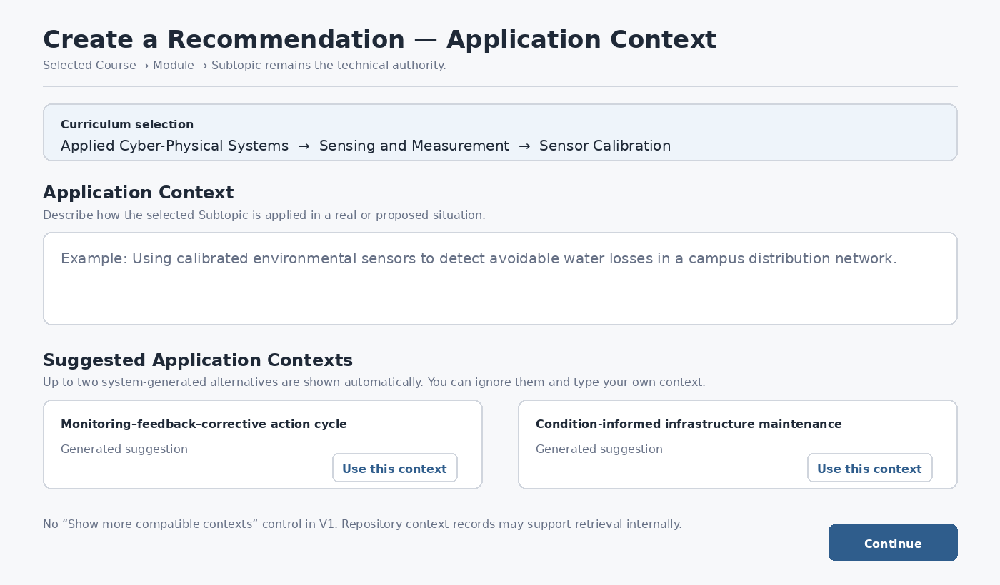 Create a Recommendation — Application Context
Selected Course → Module → Subtopic remains the technical authority.
Curriculum selection
Applied Cyber-Physical Systems → Sensing and Measurement → Sensor Calibration
Application Context
Describe how the selected Subtopic is applied in a real or proposed situation.
Example: Using calibrated environmental sensors to detect avoidable water losses in a campus distribution network.
Suggested Application Contexts
Up to two system-generated alternatives are shown automatically. You can ignore them and type your own context.
Monitoring–feedback–corrective action cycle
Generated suggestion
Use this context
Condition-informed infrastructure maintenance
Generated suggestion
Use this context
No “Show more compatible contexts” control in V1. Repository context records may support retrieval internally.
Continue